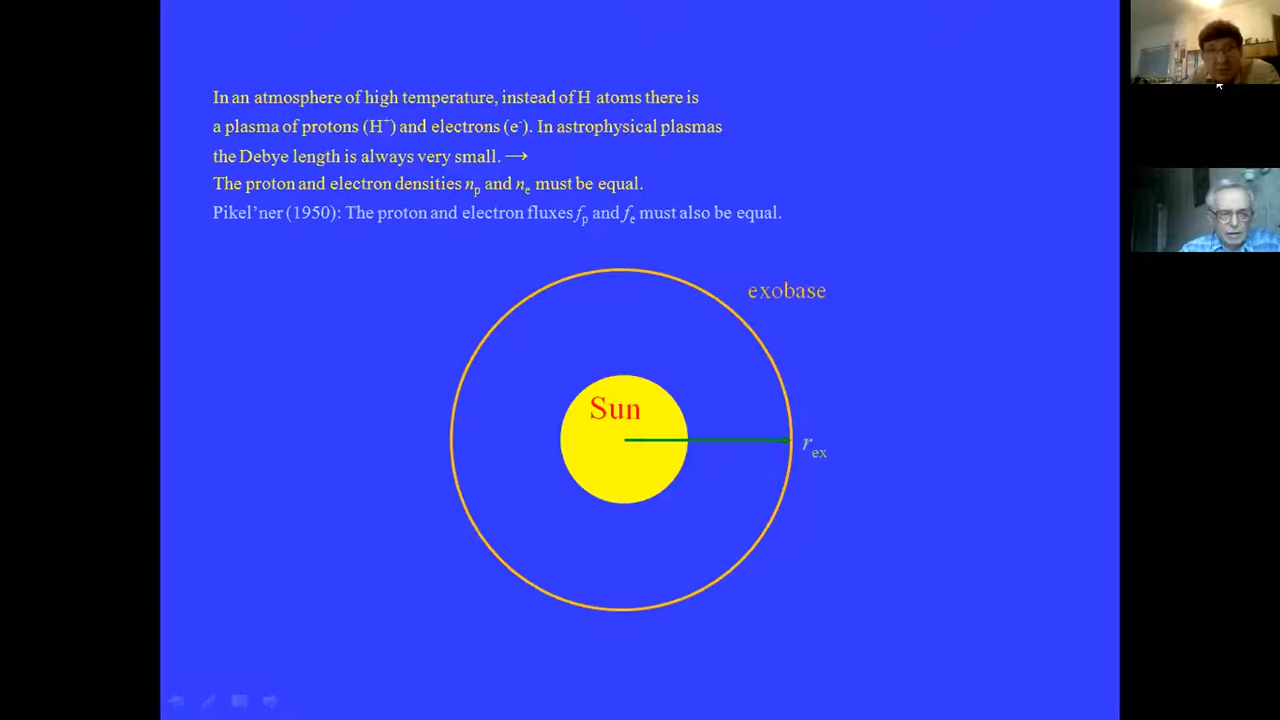 In an atmosphere of high temperature, instead of H atoms there is
a plasma of protons (H⁺) and electrons (e⁻). In astrophysical plasmas
the Debye length is always very small. ⟶
The proton and electron densities nₚ and nₑ must be equal.
Pikel’ner (1950): The proton and electron fluxes fₚ and fₑ must also be equal.
exobase
Sun
rₑₓ